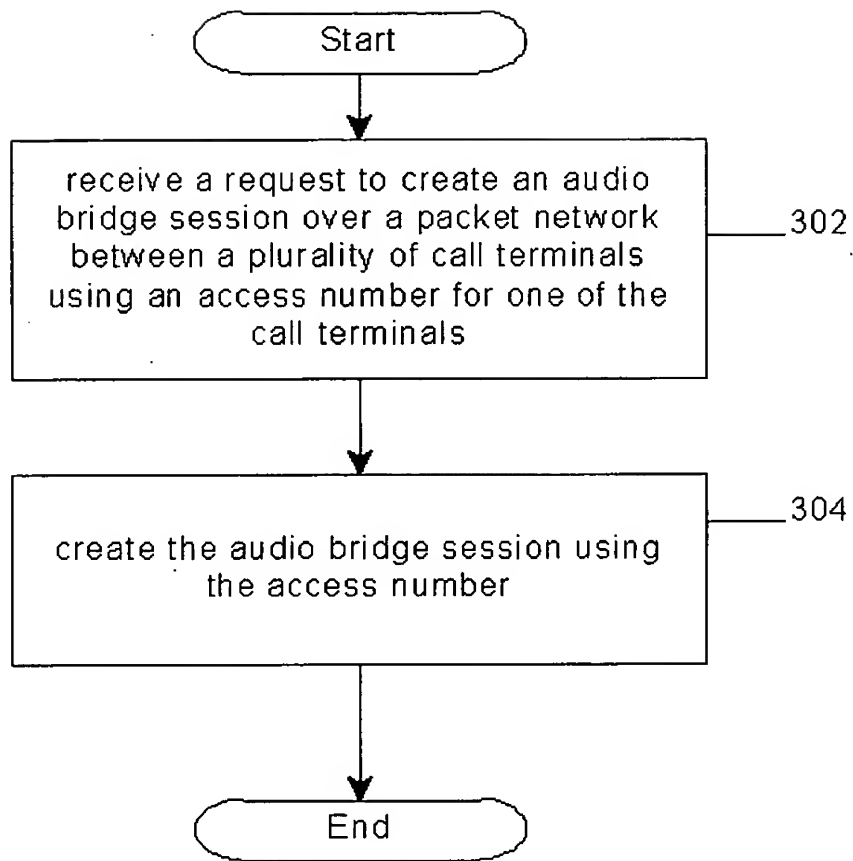 Start
receive a request to create an audio
bridge session over a packet network
between a plurality of call terminals
using an access number for one of the
call terminals
302
create the audio bridge session using
the access number
304
End